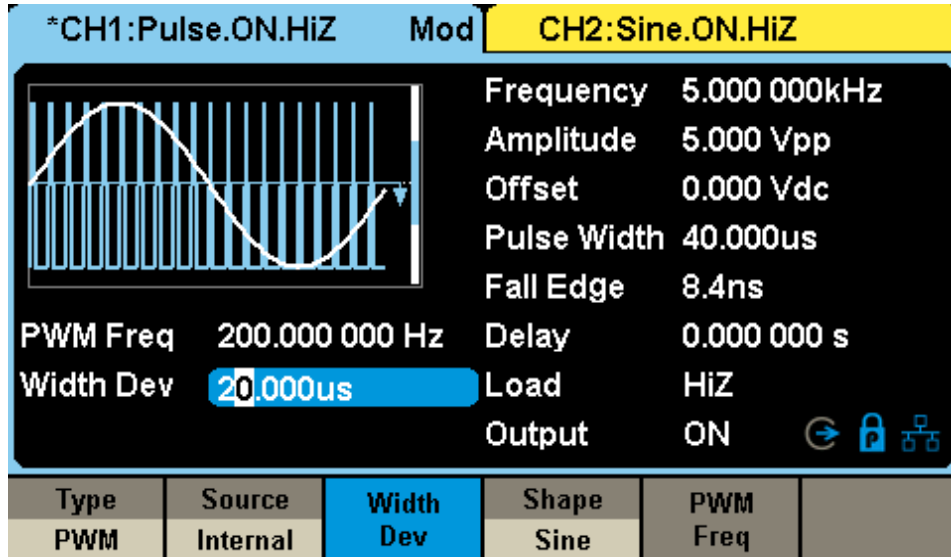 *CH1:Pulse.ON.HiZ Mod
CH2:Sine.ON.HiZ
Frequency 5.000 000kHz
Amplitude 5.000 Vpp
Offset 0.000 Vdc
Pulse Width 40.000us
Fall Edge 8.4ns
PWM Freq 200.000 000 Hz
Delay 0.000 000 s
Width Dev 20.000us
Load HiZ
Output ON
P
Type PWM
Source Internal
Width Dev
Shape Sine
PWM Freq